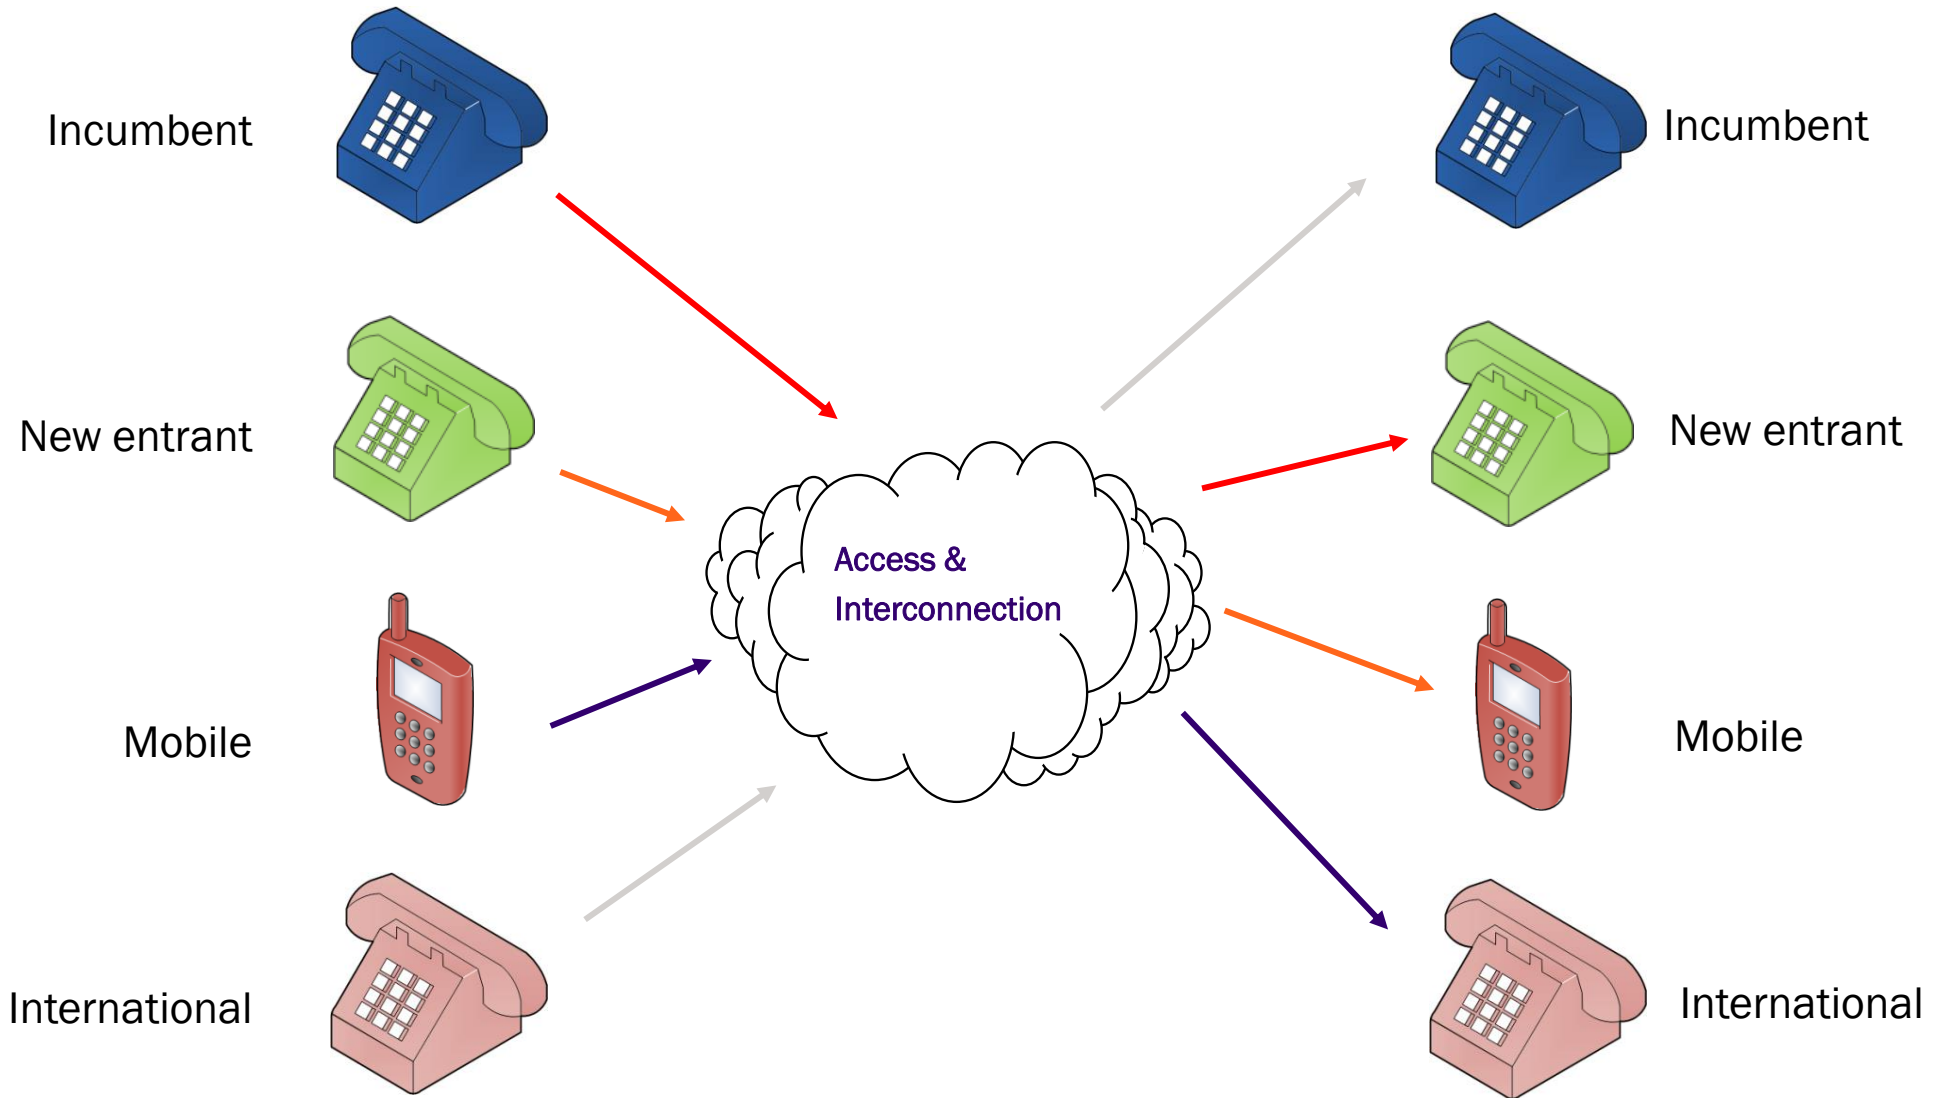 Incumbent
Incumbent
New entrant
New entrant
Access &
Interconnection
Mobile
Mobile
International
International